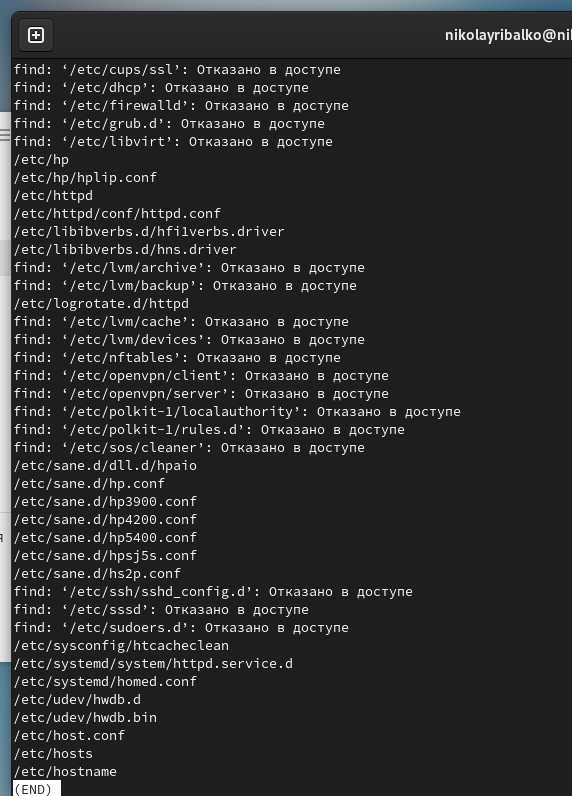 nikolayribalko@ni
find: ‘/etc/cups/ssl’: Отказано в доступе
find: ‘/etc/dhcp’: Отказано в доступе
find: ‘/etc/firewalld’: Отказано в доступе
find: ‘/etc/grub.d’: Отказано в доступе
find: ‘/etc/libvirt’: Отказано в доступе
/etc/hp
/etc/hp/hplip.conf
/etc/httpd
/etc/httpd/conf/httpd.conf
/etc/libibverbs.d/hfi1verbs.driver
/etc/libibverbs.d/hns.driver
find: ‘/etc/lvm/archive’: Отказано в доступе
find: ‘/etc/lvm/backup’: Отказано в доступе
/etc/logrotate.d/httpd
find: ‘/etc/lvm/cache’: Отказано в доступе
find: ‘/etc/lvm/devices’: Отказано в доступе
find: ‘/etc/nftables’: Отказано в доступе
find: ‘/etc/openvpn/client’: Отказано в доступе
find: ‘/etc/openvpn/server’: Отказано в доступе
find: ‘/etc/polkit-1/localauthority’: Отказано в доступе
find: ‘/etc/polkit-1/rules.d’: Отказано в доступе
find: ‘/etc/sos/cleaner’: Отказано в доступе
/etc/sane.d/dll.d/hpaio
/etc/sane.d/hp.conf
/etc/sane.d/hp3900.conf
/etc/sane.d/hp4200.conf
/etc/sane.d/hp5400.conf
/etc/sane.d/hpsj5s.conf
/etc/sane.d/hs2p.conf
find: ‘/etc/ssh/sshd_config.d’: Отказано в доступе
find: ‘/etc/sssd’: Отказано в доступе
find: ‘/etc/sudoers.d’: Отказано в доступе
/etc/sysconfig/htcacheclean
/etc/systemd/system/httpd.service.d
/etc/systemd/homed.conf
/etc/udev/hwdb.d
/etc/udev/hwdb.bin
/etc/host.conf
/etc/hosts
/etc/hostname
(END)